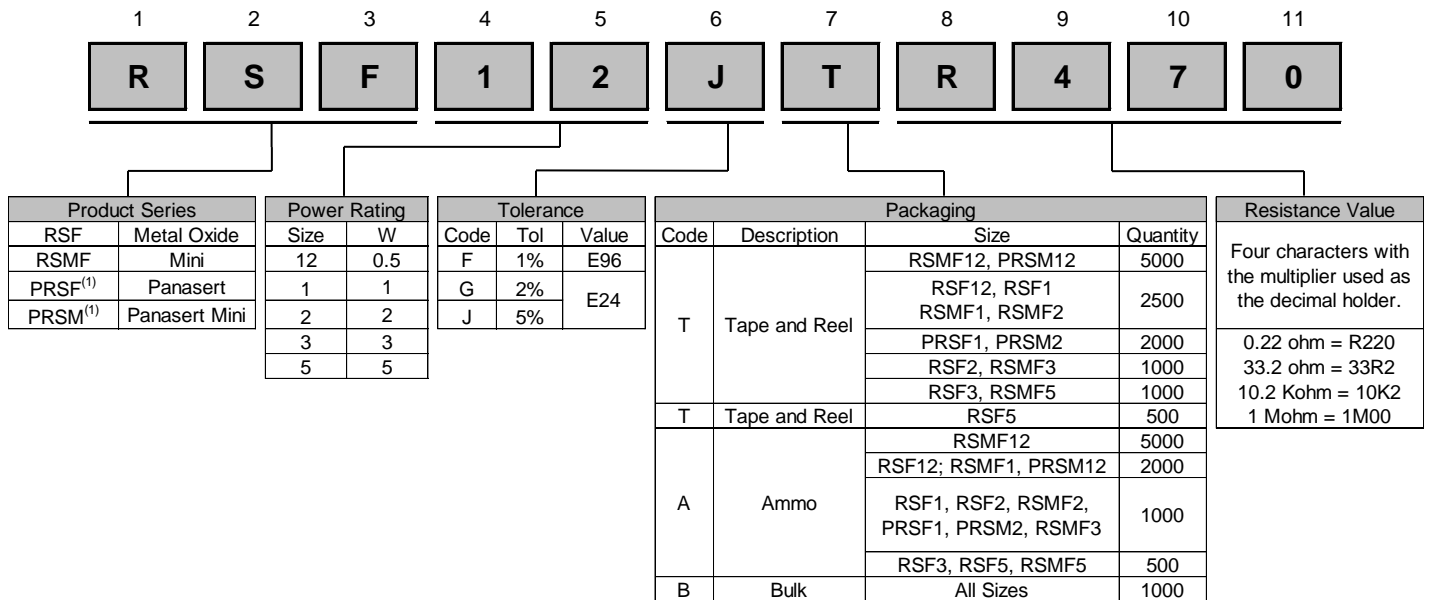 1 2 3 4 5 6 7 8 9 10 11
R S F 1 2 J T R 4 7 0
Product Series
RSF Metal Oxide
RSMF Mini
PRSF(1) Panasert
PRSM(1) Panasert Mini
Power Rating
Size W
12 0.5
1 1
2 2
3 3
5 5
Tolerance
Code Tol Value
F 1% E96
G 2% E24
J 5%
Packaging
Code Description Size Quantity
T Tape and Reel
RSMF12, PRSM12 5000
RSF12, RSF1
RSMF1, RSMF2 2500
PRSF1, PRSM2 2000
RSF2, RSMF3 1000
RSF3, RSMF5 1000
T Tape and Reel RSF5 500
A Ammo
RSMF12 5000
RSF12; RSMF1, PRSM12 2000
RSF1, RSF2, RSMF2,
PRSF1, PRSM2, RSMF3 1000
RSF3, RSF5, RSMF5 500
B Bulk All Sizes 1000
Resistance Value
Four characters with
the multiplier used as
the decimal holder.
0.22 ohm = R220
33.2 ohm = 33R2
10.2 Kohm = 10K2
1 Mohm = 1M00